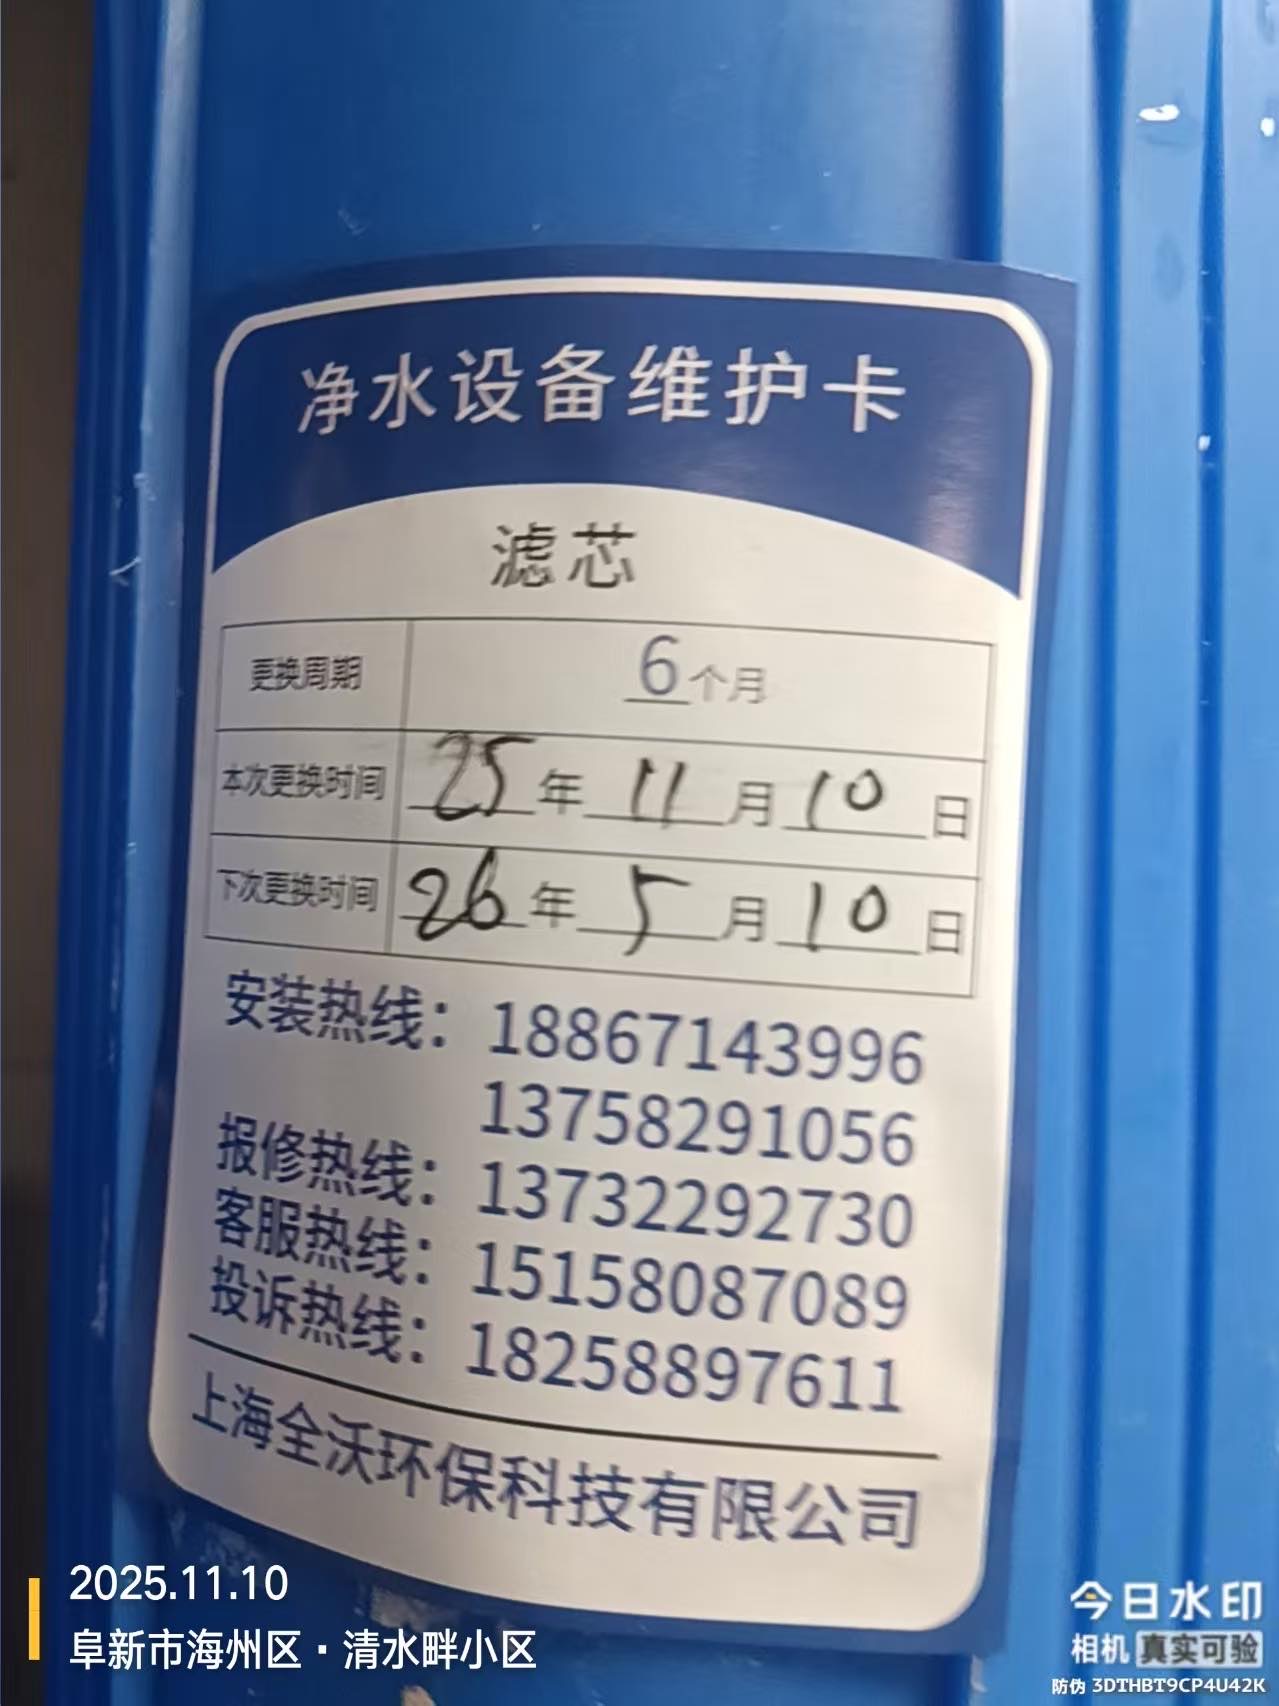 净水设备维护卡
滤芯
更换周期 6个月
本次更换时间 25年11月10日
下次更换时间 26年5月10日
安装热线：18867143996
13758291056
报修热线：13732292730
客服热线：15158087089
投诉热线：18258897611
上海全沃环保科技有限公司
2025.11.10
阜新市海州区·清水畔小区
今日水印
相机 真实可验
防伪 3DTHBT9CP4U42K